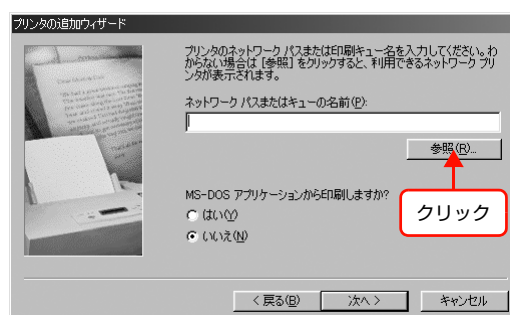 プリンタの追加ウィザード
プリンタのネットワーク パスまたは印刷キュー名を入力してください。わ
からない場合は [参照] をクリックすると、利用できるネットワーク プリ
ンタが表示されます。
ネットワーク パスまたはキューの名前(P):
参照(R)...
MS-DOS アプリケーションから印刷しますか?
はい(Y)
いいえ(N)
クリック
< 戻る(B)
次へ >
キャンセル